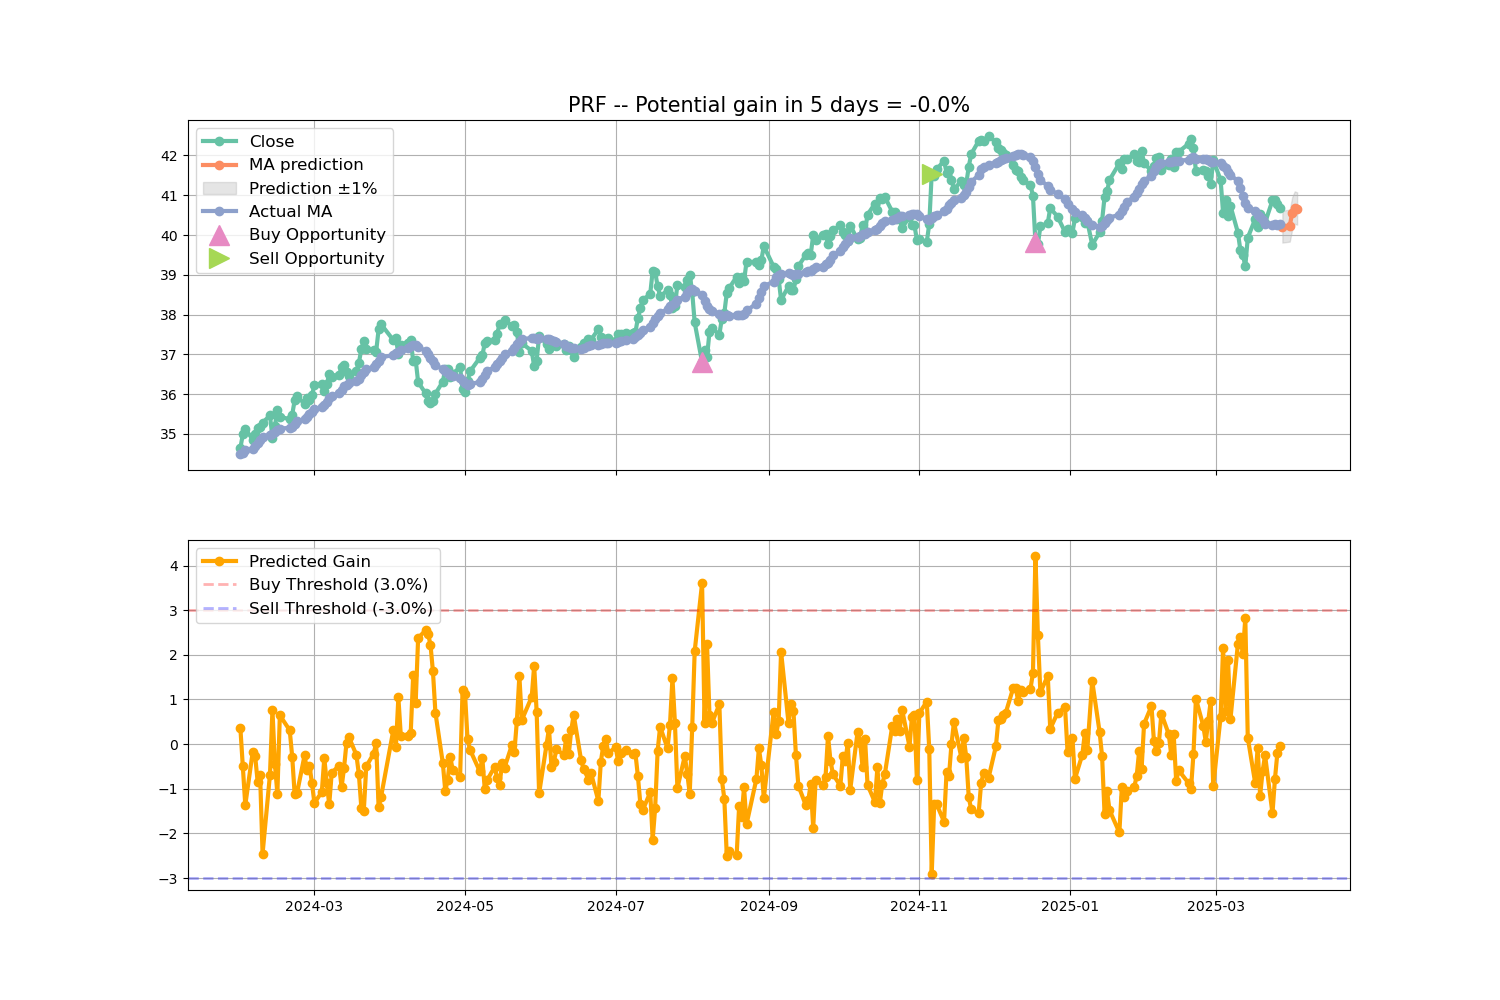 PRF -- Potential gain in 5 days = -0.0%
Close
MA prediction
Prediction ±1%
Actual MA
Buy Opportunity
Sell Opportunity
42
41
40
39
38
37
36
35
Predicted Gain
Buy Threshold (3.0%)
Sell Threshold (-3.0%)
4
3
2
1
0
−1
−2
−3
2024-03
2024-05
2024-07
2024-09
2024-11
2025-01
2025-03